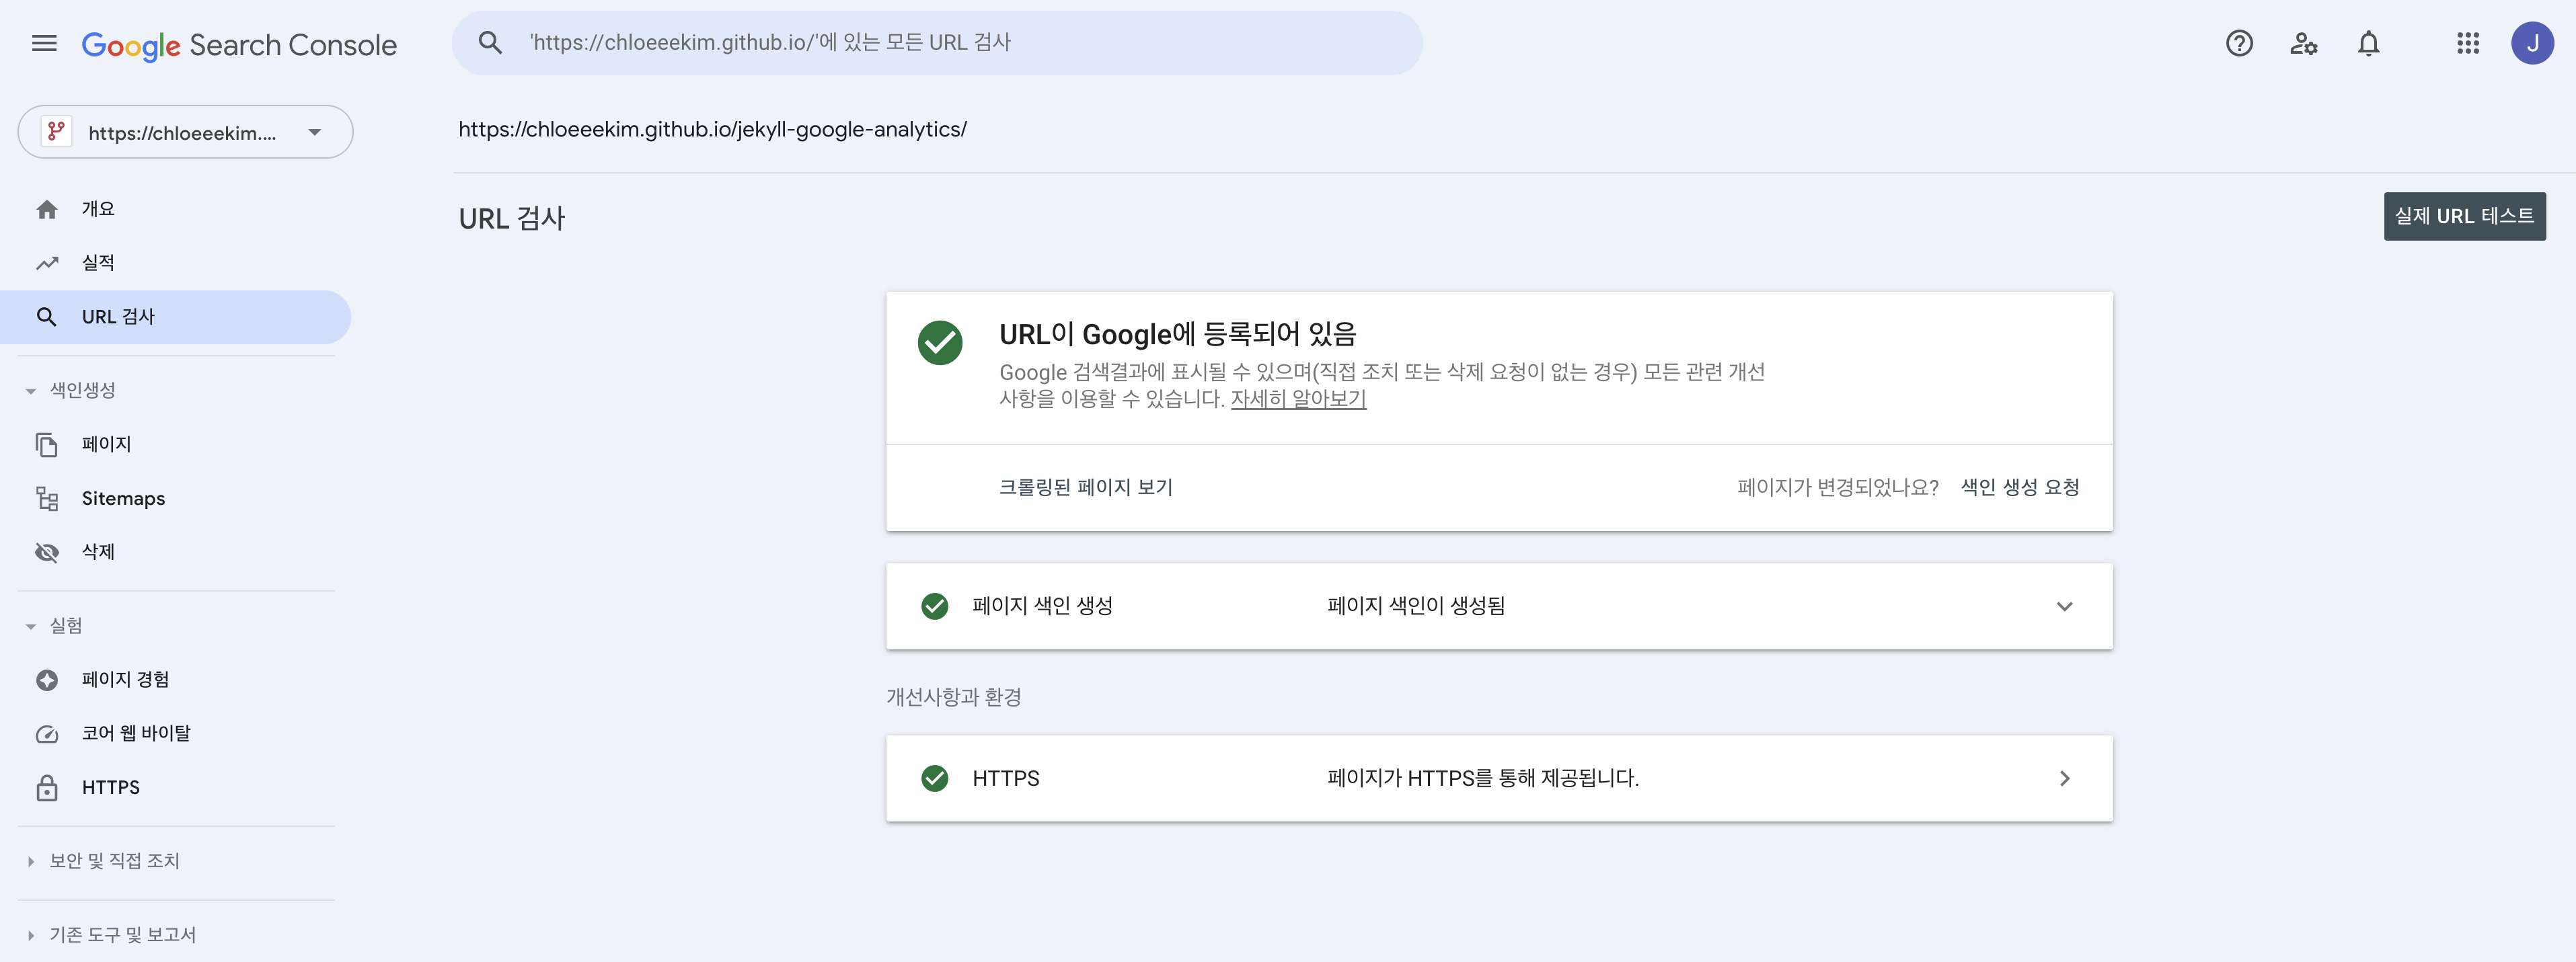 Google Search Console
'https://chloeeekim.github.io/'에 있는 모든 URL 검사
J
https://chloeeekim....
개요
실적
URL 검사
색인생성
페이지
Sitemaps
삭제
실험
페이지 경험
코어 웹 바이탈
HTTPS
보안 및 직접 조치
기존 도구 및 보고서
https://chloeeekim.github.io/jekyll-google-analytics/
URL 검사
실제 URL 테스트
URL이 Google에 등록되어 있음
Google 검색결과에 표시될 수 있으며(직접 조치 또는 삭제 요청이 없는 경우) 모든 관련 개선
사항을 이용할 수 있습니다. 자세히 알아보기
크롤링된 페이지 보기
페이지가 변경되었나요? 색인 생성 요청
페이지 색인 생성 페이지 색인이 생성됨
개선사항과 환경
HTTPS 페이지가 HTTPS를 통해 제공됩니다.